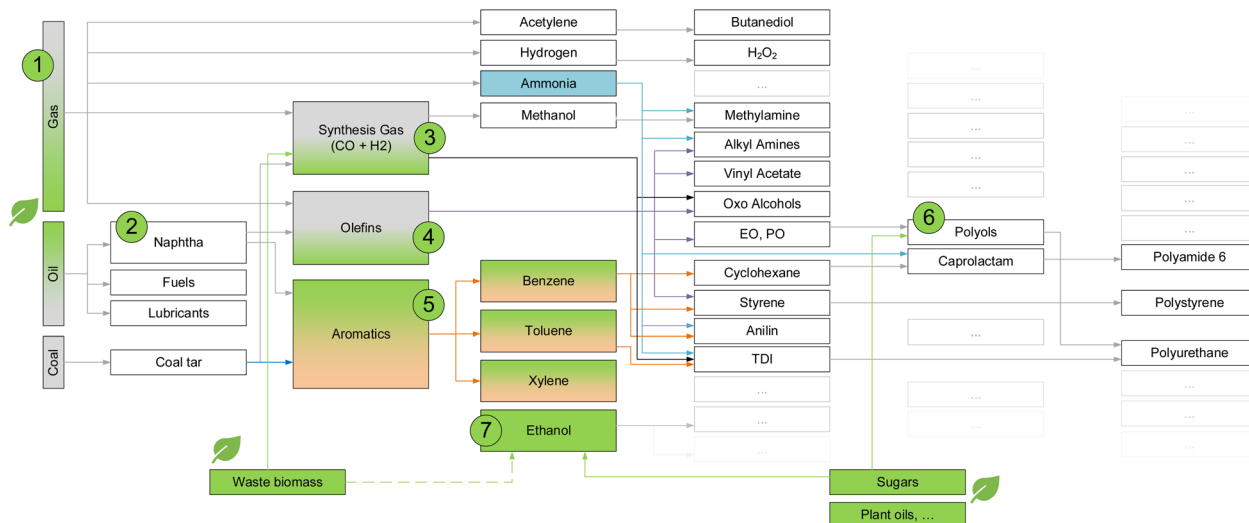 1
Gas
Oil
Coal
2
Naphtha
Fuels
Lubricants
Coal tar
Synthesis Gas
(CO + H2)
3
Olefins
4
Aromatics
5
Waste biomass
Acetylene
Hydrogen
Ammonia
Methanol
Benzene
Toluene
Xylene
7
Ethanol
Butanediol
H₂O₂
...
Methylamine
Alkyl Amines
Vinyl Acetate
Oxo Alcohols
EO, PO
Cyclohexane
Styrene
Anilin
TDI
...
...
...
Sugars
Plant oils, ...
...
...
...
...
...
6
Polyols
Caprolactam
...
...
...
...
...
...
...
Polyamide 6
Polystyrene
Polyurethane
...
...
...